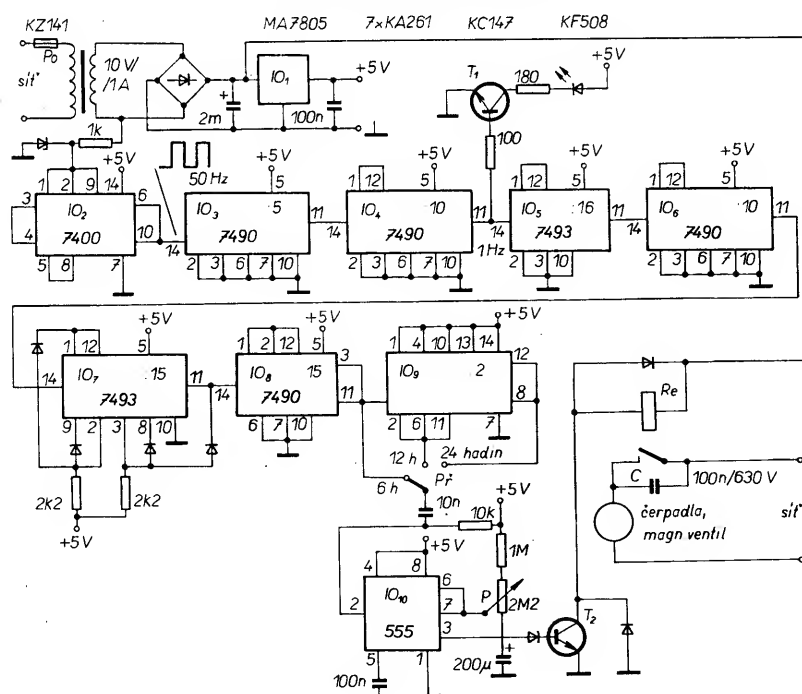 KZ141 MA7805 7xKA261 KC147 KF508
Po
síť
10 V/
/1A
1k
2m
IO1
100n
+5V
T1
180
+5V
100
50 Hz
1 2 9 14 +5V
3 4 6 10
IO2
7400
5 8 7
+5V
5
14 IO3 5 11
7490
2 3 6 7 10
1 12 +5V
5
14 IO4 10 11
7490
2 3 6 7 10
1Hz
1 12 +5V
5
14 IO5 16 11
7493
2 3 10
1 12 +5V
5
14 IO6 10 11
7490
2 3 6 7 10
1 12 +5V
5
14 IO7 15 11
7493
9 2 3 8 10
2k2 2k2
+5V
1 2 12 +5V
5
14 IO8 15 3
7490 11
6 7 10
+5V
1 4 10 13 14
IO9 2 12
8
2 6 11 7
12 h 24 hodin
6 h Př
10n
10k
+5V
1M
P 2M2
200μ
+5V
4 8
2 6
7
IO10 3
555
5 1
100n
T2
Re
C 100n/630 V
čerpadla,
magn ventil
síť